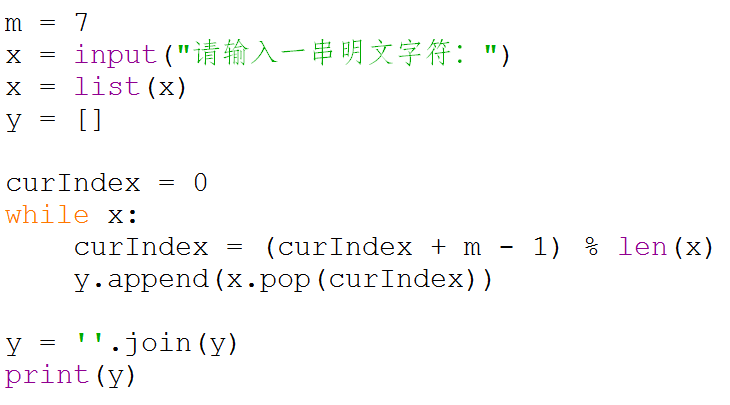 m = 7
x = input("请输入一串明文字符：")
x = list(x)
y = []
curIndex = 0
while x:
    curIndex = (curIndex + m - 1) % len(x)
    y.append(x.pop(curIndex))
y = ''.join(y)
print(y)